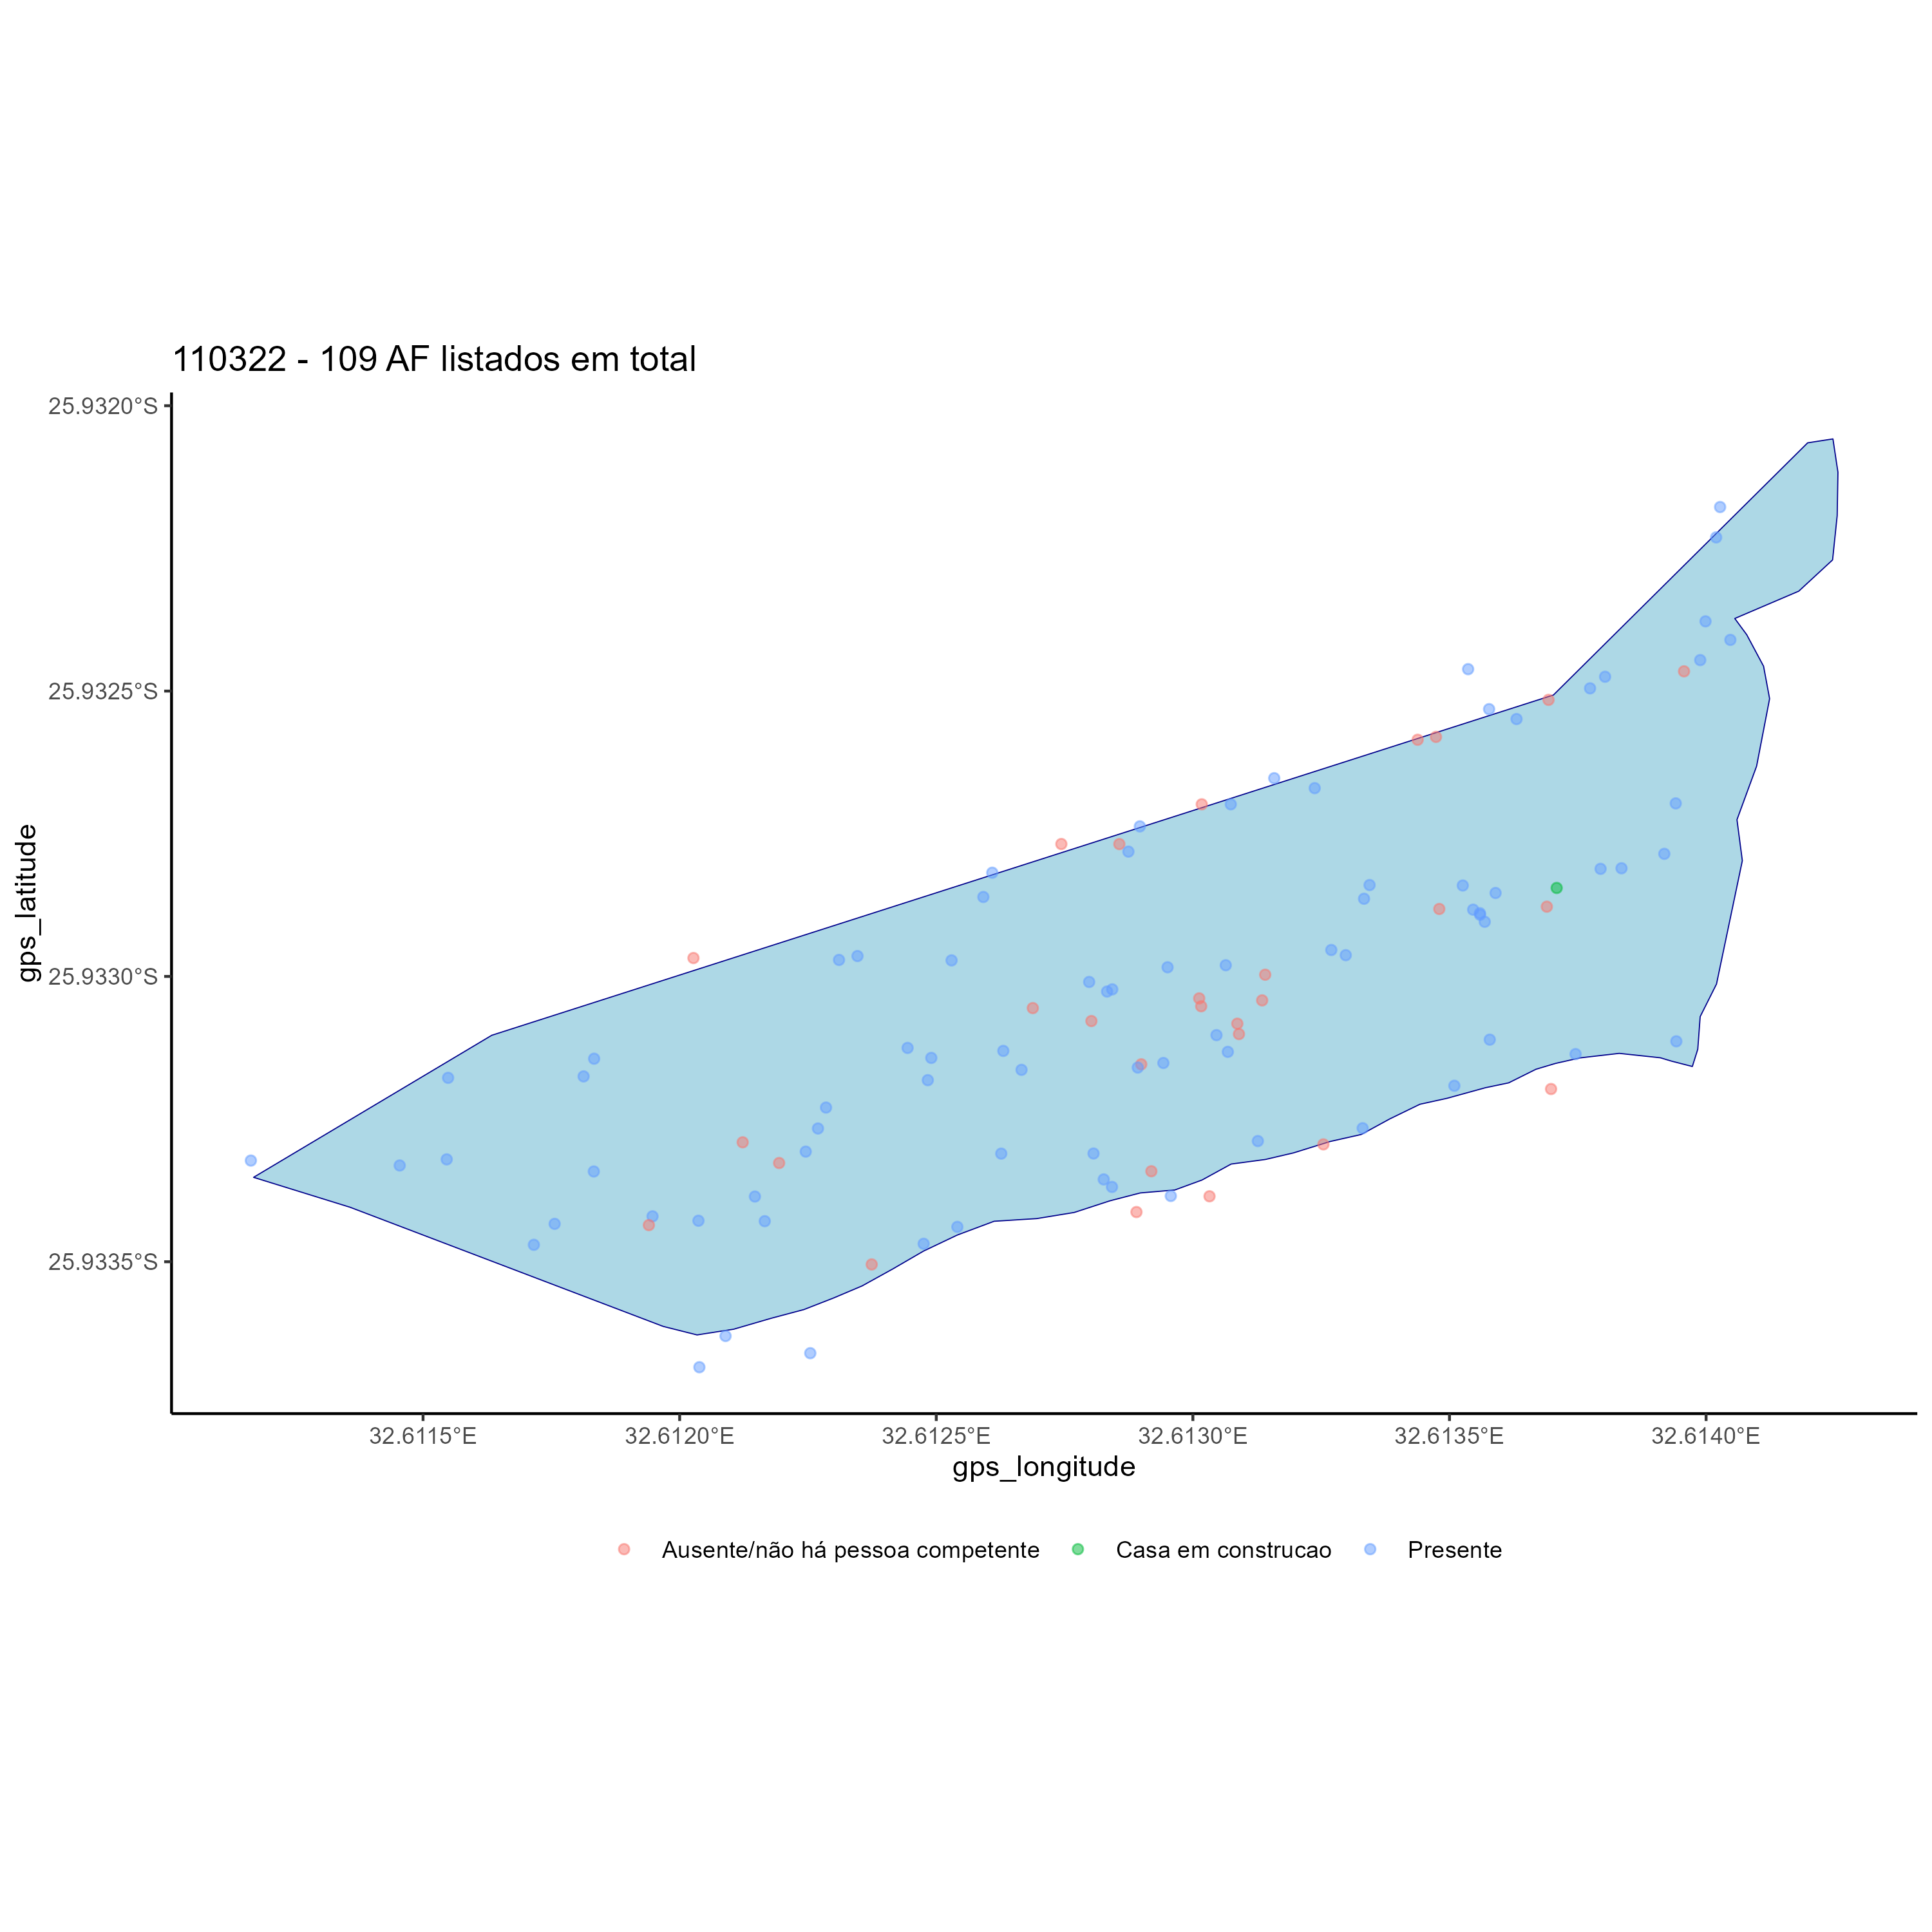 110322 - 109 AF listados em total
25.9320°S
25.9325°S
25.9330°S
25.9335°S
gps_latitude
32.6115°E 32.6120°E 32.6125°E 32.6130°E 32.6135°E 32.6140°E
gps_longitude
Ausente/não há pessoa competente Casa em construcao Presente